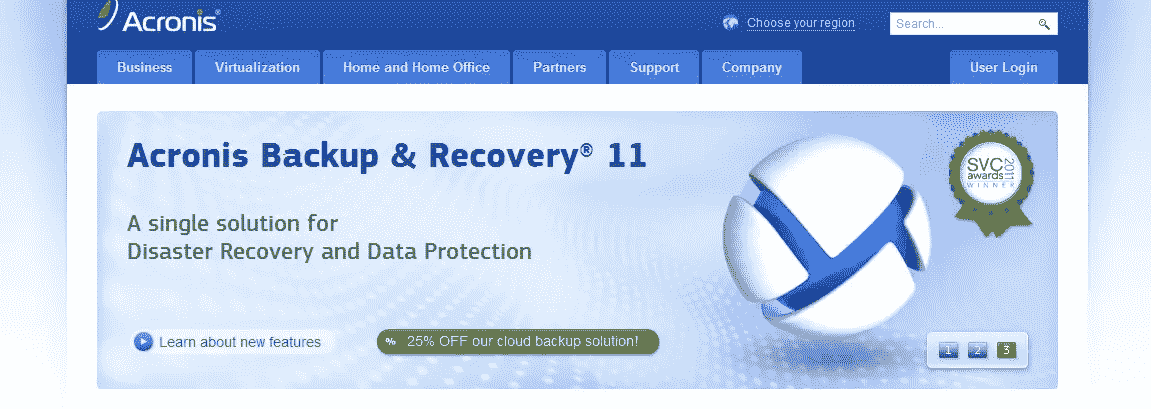 Acronis®
Choose your region
Search...
Business
Virtualization
Home and Home Office
Partners
Support
Company
User Login
Acronis Backup & Recovery® 11
A single solution for
Disaster Recovery and Data Protection
SVC
awards
2011
WINNER
Learn about new features
% 25% OFF our cloud backup solution!
1 2 3